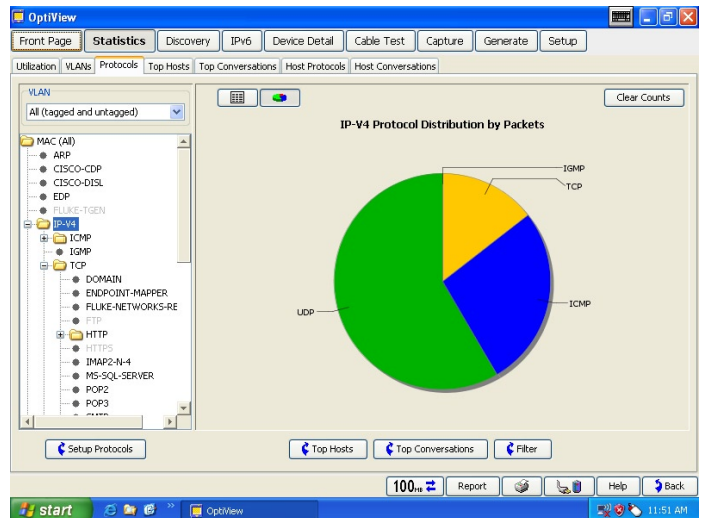 OptiView
Front Page Statistics Discovery IPv6 Device Detail Cable Test Capture Generate Setup
Utilization VLANs Protocols Top Hosts Top Conversations Host Protocols Host Conversations
VLAN
All (tagged and untagged)
Clear Counts
IP-V4 Protocol Distribution by Packets
MAC (All)
ARP
CISCO-CDP
CISCO-DISL
EDP
FLUKE-TGEN
IP-V4
ICMP
IGMP
TCP
DOMAIN
ENDPOINT-MAPPER
FLUKE-NETWORKS-RE
FTP
HTTP
HTTPS
IMAP2-N-4
MS-SQL-SERVER
POP2
POP3
IGMP
TCP
ICMP
UDP
Setup Protocols
Top Hosts Top Conversations Filter
100 MB Report Help Back
start OptiView 11:51 AM